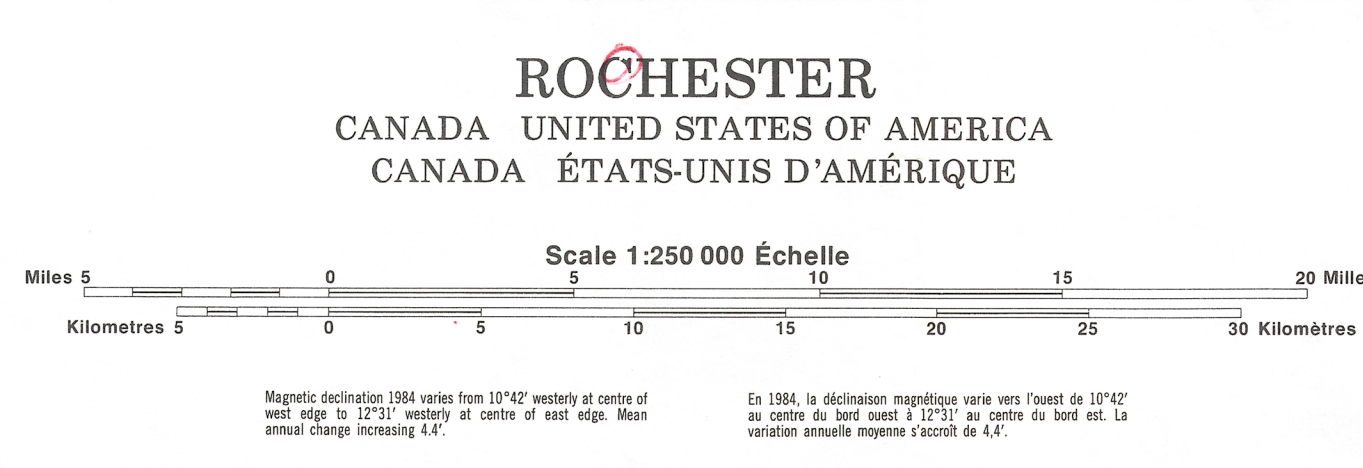 ROCHESTER
CANADA UNITED STATES OF AMERICA
CANADA ÉTATS-UNIS D'AMÉRIQUE
Scale 1:250 000 Échelle
Miles 5 0 5 10 15 20 Mille
Kilometres 5 0 5 10 15 20 25 30 Kilomètres
Magnetic declination 1984 varies from 10°42' westerly at centre of
west edge to 12°31' westerly at centre of east edge. Mean
annual change increasing 4.4'.
En 1984, la déclinaison magnétique varie vers l'ouest de 10°42'
au centre du bord ouest à 12°31' au centre du bord est. La
variation annuelle moyenne s'accroît de 4,4'.